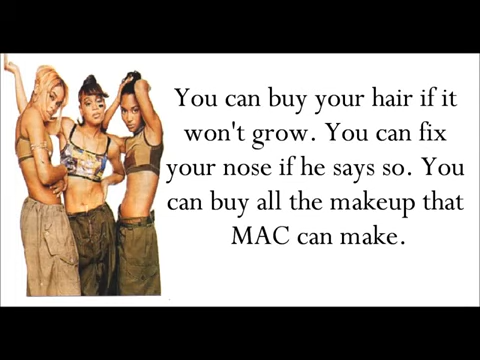 You can buy your hair if it
won't grow. You can fix
your nose if he says so. You
can buy all the makeup that
MAC can make.